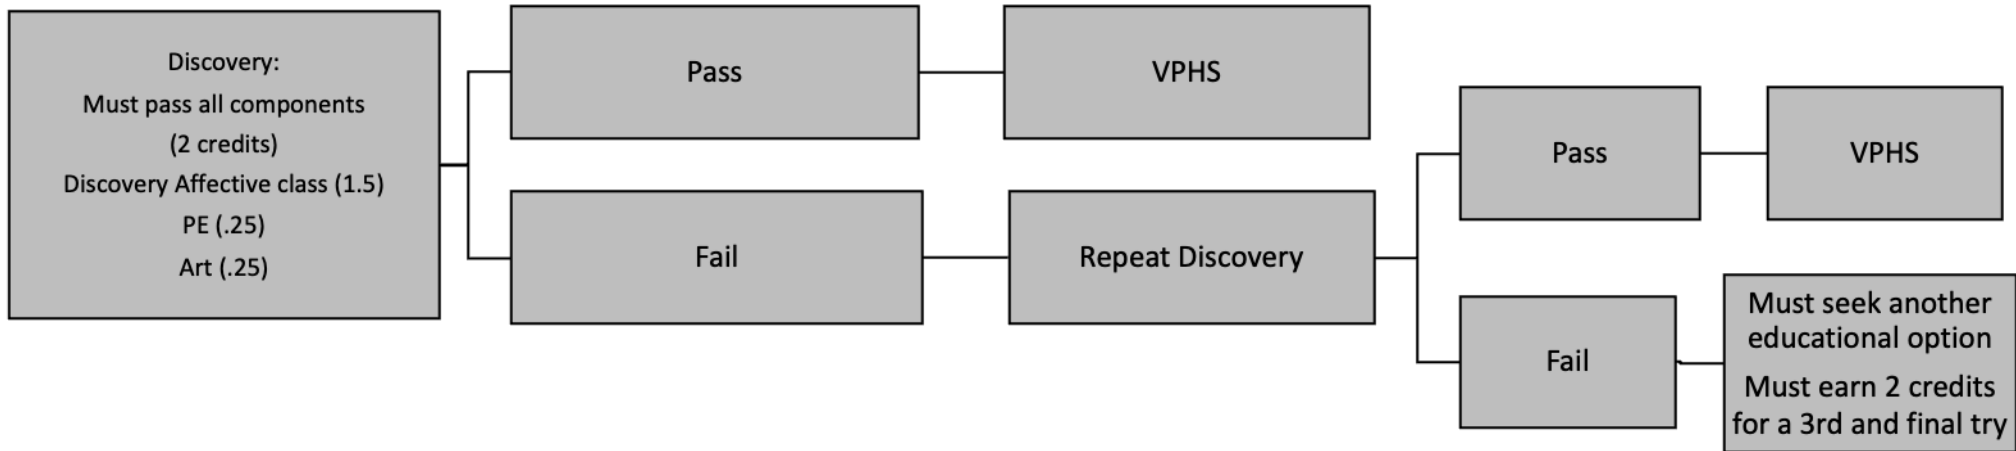 Discovery:
Must pass all components
(2 credits)
Discovery Affective class (1.5)
PE (.25)
Art (.25)
Pass
VPHS
Fail
Repeat Discovery
Pass
VPHS
Fail
Must seek another
educational option
Must earn 2 credits
for a 3rd and final try